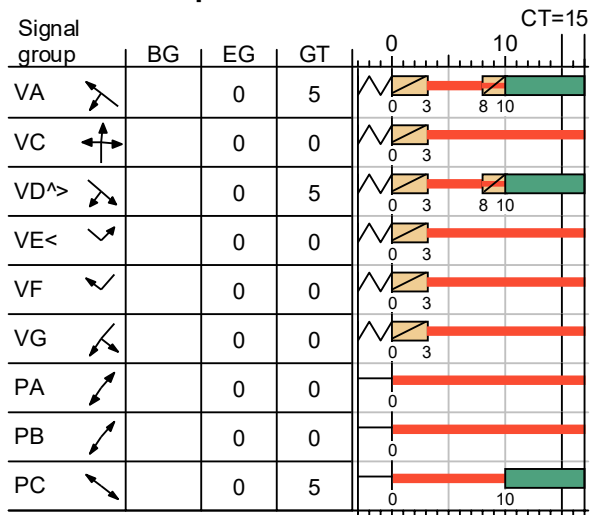 CT=15
Signal group BG EG GT 0 10
VA 0 5 0 3 8 10
VC 0 0 0 3
VD^> 0 5 0 3 8 10
VE< 0 0 0 3
VF 0 0 0 3
VG 0 0 0 3
PA 0 0 0
PB 0 0 0
PC 0 5 0 10